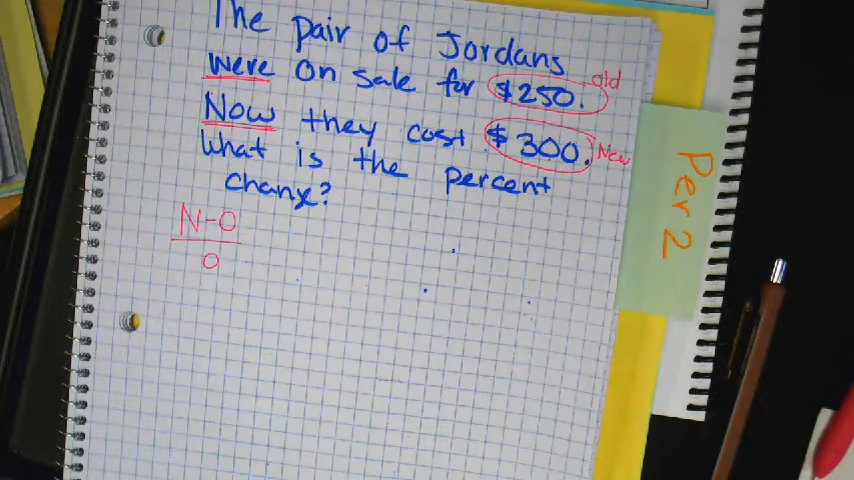 The pair of Jordans
were on sale for $250. old
Now they cost $300. New
What is the percent
change?
N-O
O
Per 2